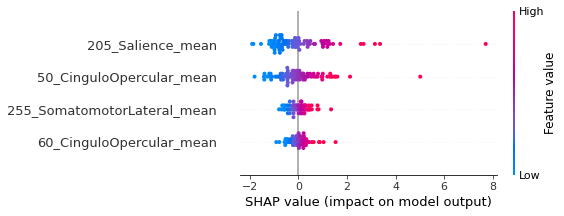 High
205_Salience_mean
50_CinguloOpercular_mean
255_SomatomotorLateral_mean
60_CinguloOpercular_mean
Feature value
Low
−2 0 2 4 6 8
SHAP value (impact on model output)